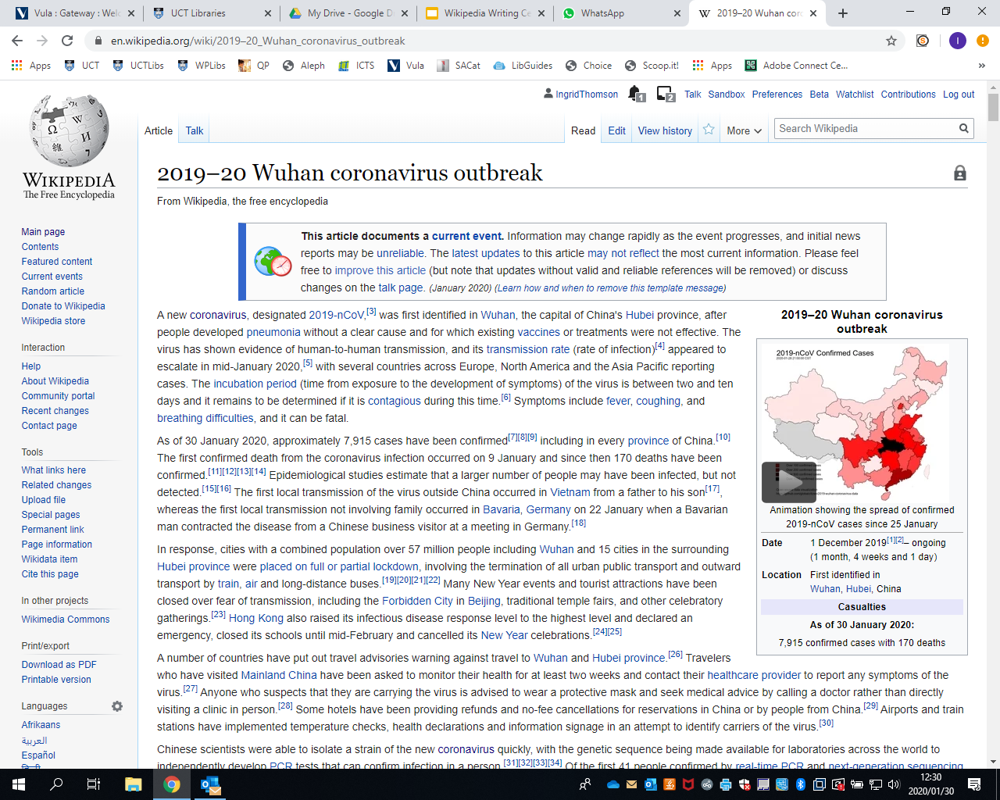 Vula : Gateway : Welc
UCT Libraries
My Drive - Google D
Wikipedia Writing Ce
WhatsApp
2019–20 Wuhan coro
en.wikipedia.org/wiki/2019–20_Wuhan_coronavirus_outbreak
Apps UCT UCTLibs WPLibs QP Aleph ICTS Vula SACat LibGuides Choice Scoop.it! Apps Adobe Connect Ce... »
IngridThomson 1 2 Talk Sandbox Preferences Beta Watchlist Contributions Log out
Article Talk Read Edit View history More Search Wikipedia
WIKIPEDIA
The Free Encyclopedia
Main page
Contents
Featured content
Current events
Random article
Donate to Wikipedia
Wikipedia store
Interaction
Help
About Wikipedia
Community portal
Recent changes
Contact page
Tools
What links here
Related changes
Upload file
Special pages
Permanent link
Page information
Wikidata item
Cite this page
In other projects
Wikimedia Commons
Print/export
Download as PDF
Printable version
Languages
Afrikaans
العربية
Español
2019–20 Wuhan coronavirus outbreak
From Wikipedia, the free encyclopedia
This article documents a current event. Information may change rapidly as the event progresses, and initial news
reports may be unreliable. The latest updates to this article may not reflect the most current information. Please feel
free to improve this article (but note that updates without valid and reliable references will be removed) or discuss
changes on the talk page. (January 2020) (Learn how and when to remove this template message)
A new coronavirus, designated 2019-nCoV,[3] was first identified in Wuhan, the capital of China's Hubei province, after
people developed pneumonia without a clear cause and for which existing vaccines or treatments were not effective. The
virus has shown evidence of human-to-human transmission, and its transmission rate (rate of infection)[4] appeared to
escalate in mid-January 2020,[5] with several countries across Europe, North America and the Asia Pacific reporting
cases. The incubation period (time from exposure to the development of symptoms) of the virus is between two and ten
days and it remains to be determined if it is contagious during this time.[6] Symptoms include fever, coughing, and
breathing difficulties, and it can be fatal.
As of 30 January 2020, approximately 7,915 cases have been confirmed[7][8][9] including in every province of China.[10]
The first confirmed death from the coronavirus infection occurred on 9 January and since then 170 deaths have been
confirmed.[11][12][13][14] Epidemiological studies estimate that a larger number of people may have been infected, but not
detected.[15][16] The first local transmission of the virus outside China occurred in Vietnam from a father to his son[17],
whereas the first local transmission not involving family occurred in Bavaria, Germany on 22 January when a Bavarian
man contracted the disease from a Chinese business visitor at a meeting in Germany.[18]
In response, cities with a combined population over 57 million people including Wuhan and 15 cities in the surrounding
Hubei province were placed on full or partial lockdown, involving the termination of all urban public transport and outward
transport by train, air and long-distance buses.[19][20][21][22] Many New Year events and tourist attractions have been
closed over fear of transmission, including the Forbidden City in Beijing, traditional temple fairs, and other celebratory
gatherings.[23] Hong Kong also raised its infectious disease response level to the highest level and declared an
emergency, closed its schools until mid-February and cancelled its New Year celebrations.[24][25]
A number of countries have put out travel advisories warning against travel to Wuhan and Hubei province.[26] Travelers
who have visited Mainland China have been asked to monitor their health for at least two weeks and contact their healthcare provider to report any symptoms of the
virus.[27] Anyone who suspects that they are carrying the virus is advised to wear a protective mask and seek medical advice by calling a doctor rather than directly
visiting a clinic in person.[28] Some hotels have been providing refunds and no-fee cancellations for reservations in China or by people from China.[29] Airports and train
stations have implemented temperature checks, health declarations and information signage in an attempt to identify carriers of the virus.[30]
Chinese scientists were able to isolate a strain of the new coronavirus quickly, with the genetic sequence being made available for laboratories across the world to
independently develop PCR tests that can confirm infection in a person.[31][32][33][34] Of the first 41 people confirmed by real-time PCR and next-generation sequencing
2019–20 Wuhan coronavirus
outbreak
2019-nCoV Confirmed Cases
Animation showing the spread of confirmed
2019-nCoV cases since 25 January
Date 1 December 2019[1][2]– ongoing
(1 month, 4 weeks and 1 day)
Location First identified in
Wuhan, Hubei, China
Casualties
As of 30 January 2020:
7,915 confirmed cases with 170 deaths
12:30
2020/01/30